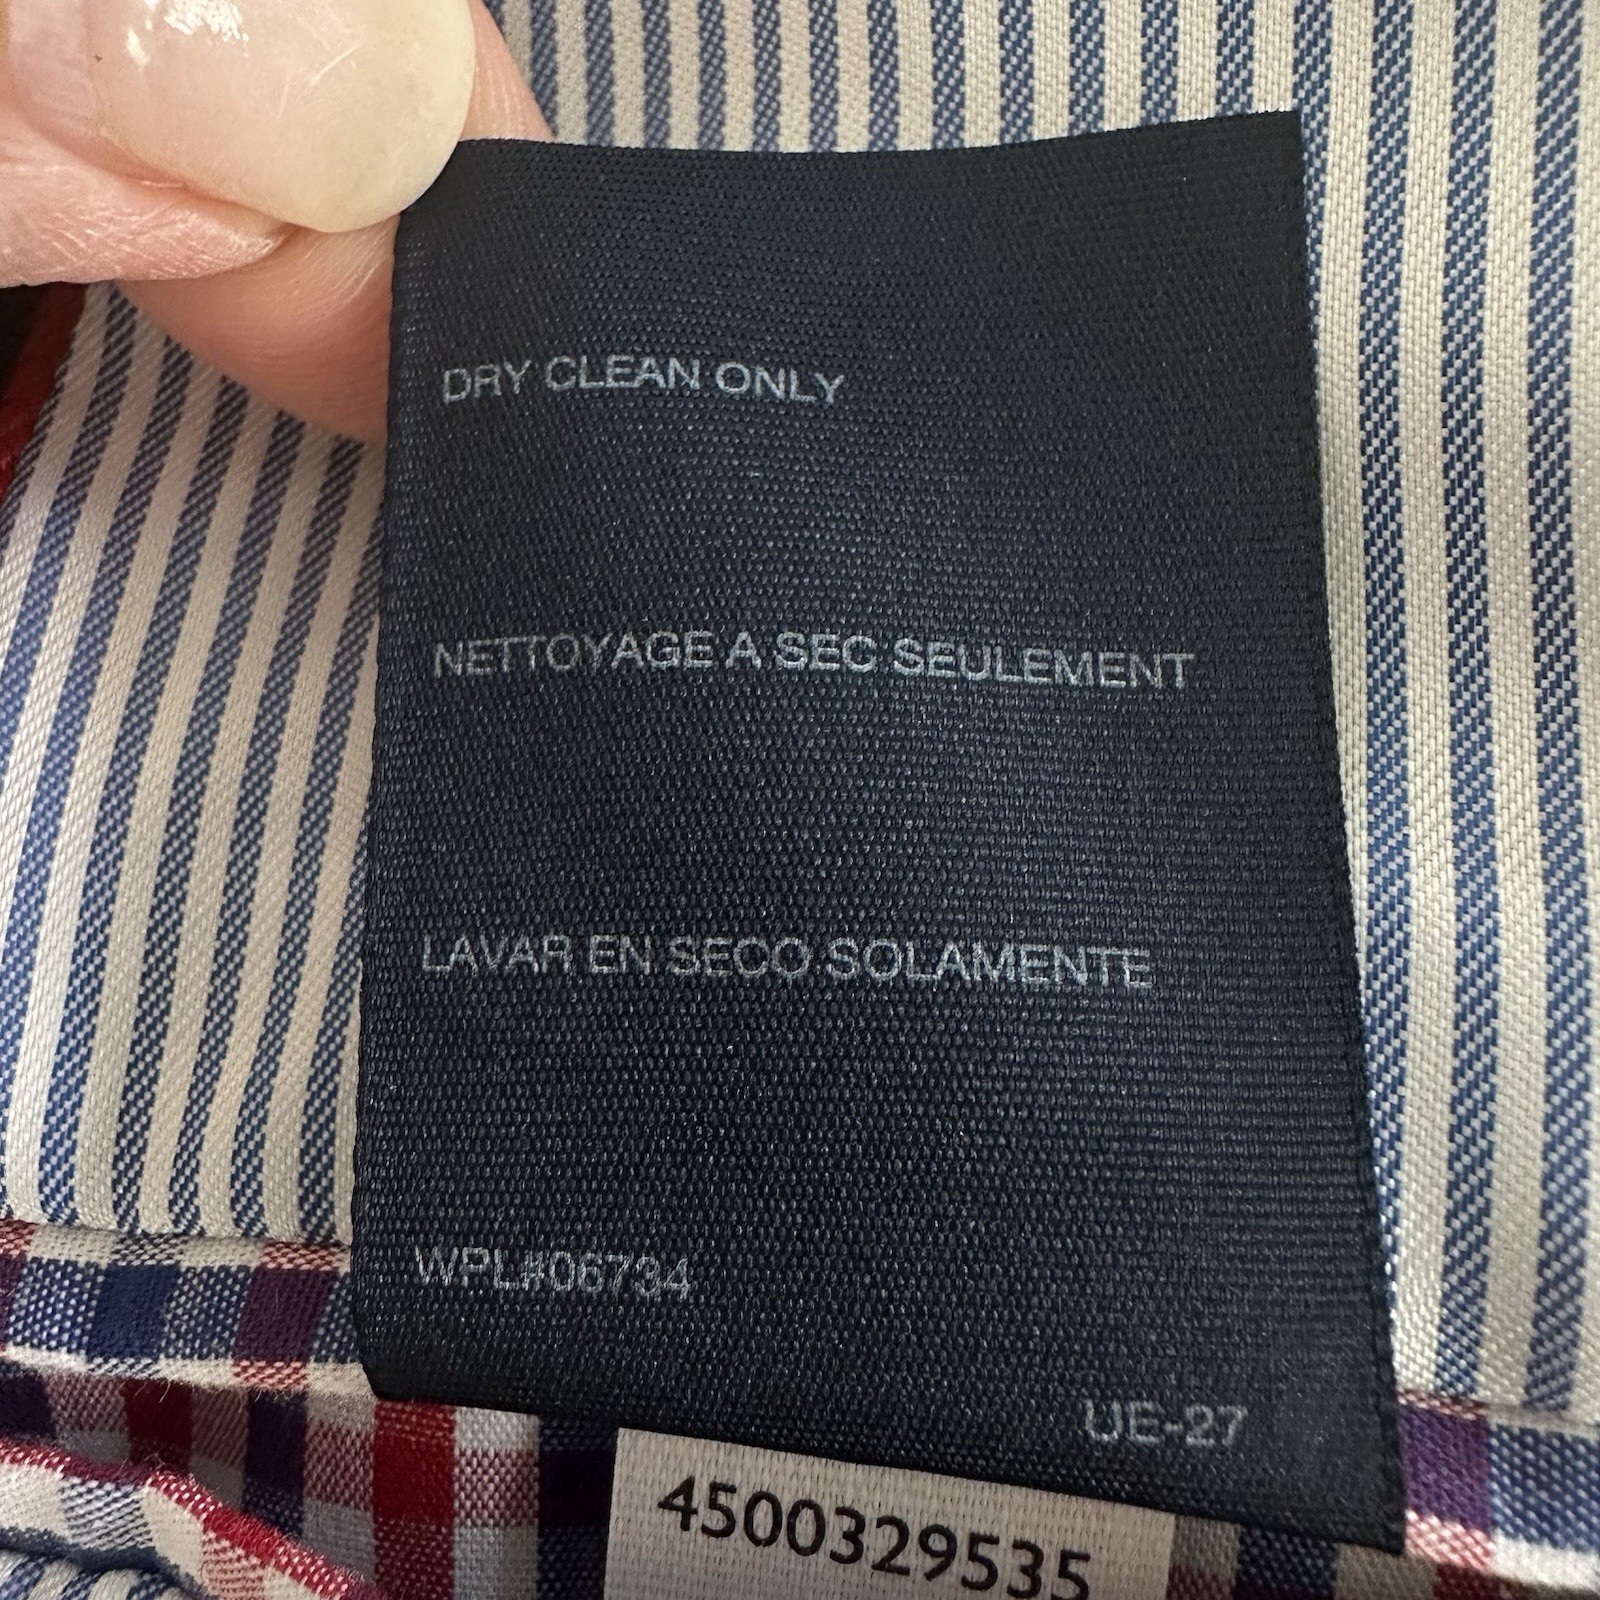 DRY CLEAN ONLY
NETTOYAGE A SEC SEULEMENT
LAVAR EN SECO SOLAMENTE
WPL#06734
UE-27
4500329535